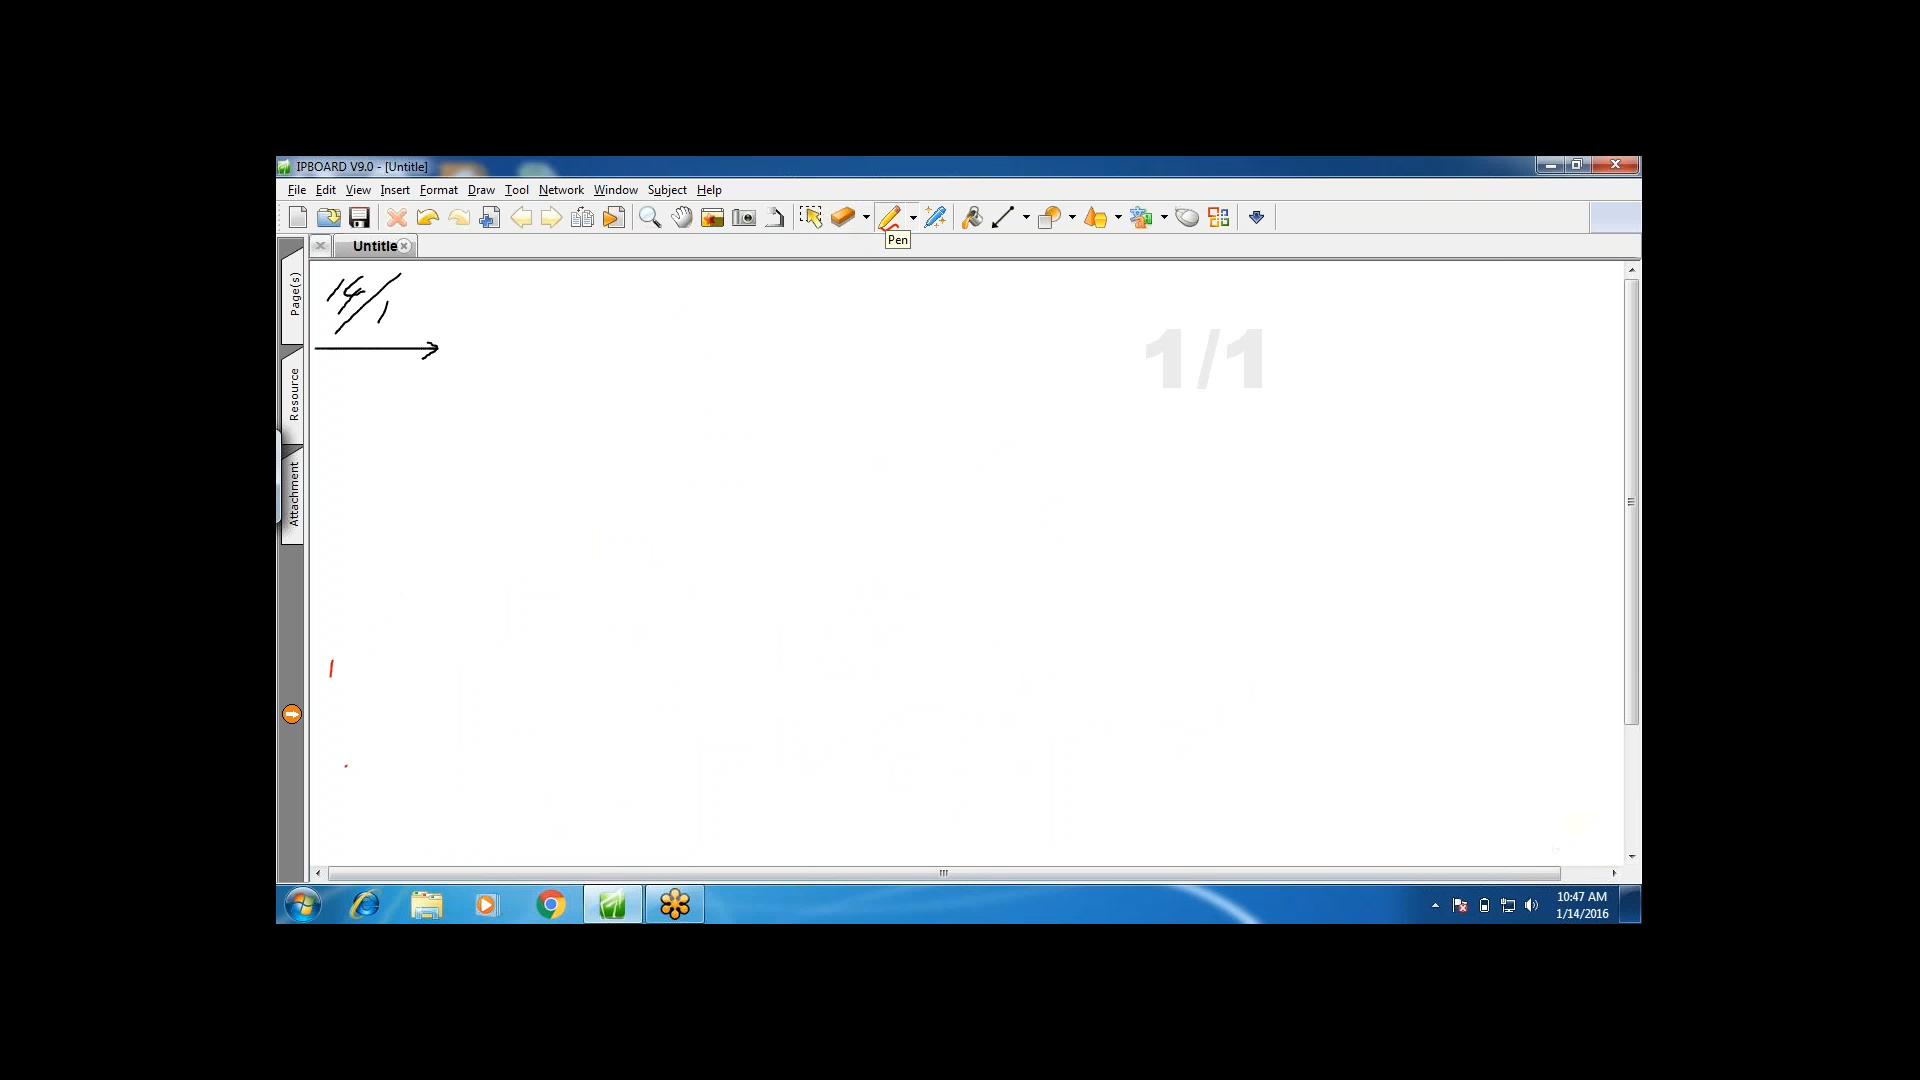 IPBOARD V9.0 - [Untitle]
File Edit View Insert Format Draw Tool Network Window Subject Help
Pen
Untitle
14/1
1/1
Page(s)
Resource
Attachment
10:47 AM
1/14/2016